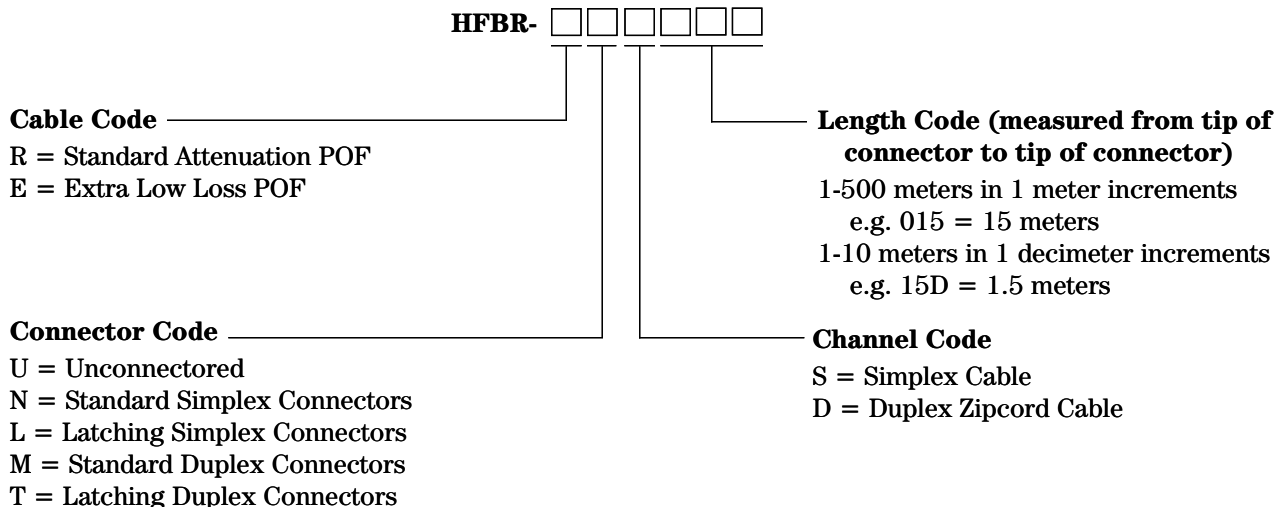 HFBR-
Cable Code
R = Standard Attenuation POF
E = Extra Low Loss POF
Length Code (measured from tip of
connector to tip of connector)
1-500 meters in 1 meter increments
e.g. 015 = 15 meters
1-10 meters in 1 decimeter increments
e.g. 15D = 1.5 meters
Connector Code
U = Unconnectored
N = Standard Simplex Connectors
L = Latching Simplex Connectors
M = Standard Duplex Connectors
T = Latching Duplex Connectors
Channel Code
S = Simplex Cable
D = Duplex Zipcord Cable